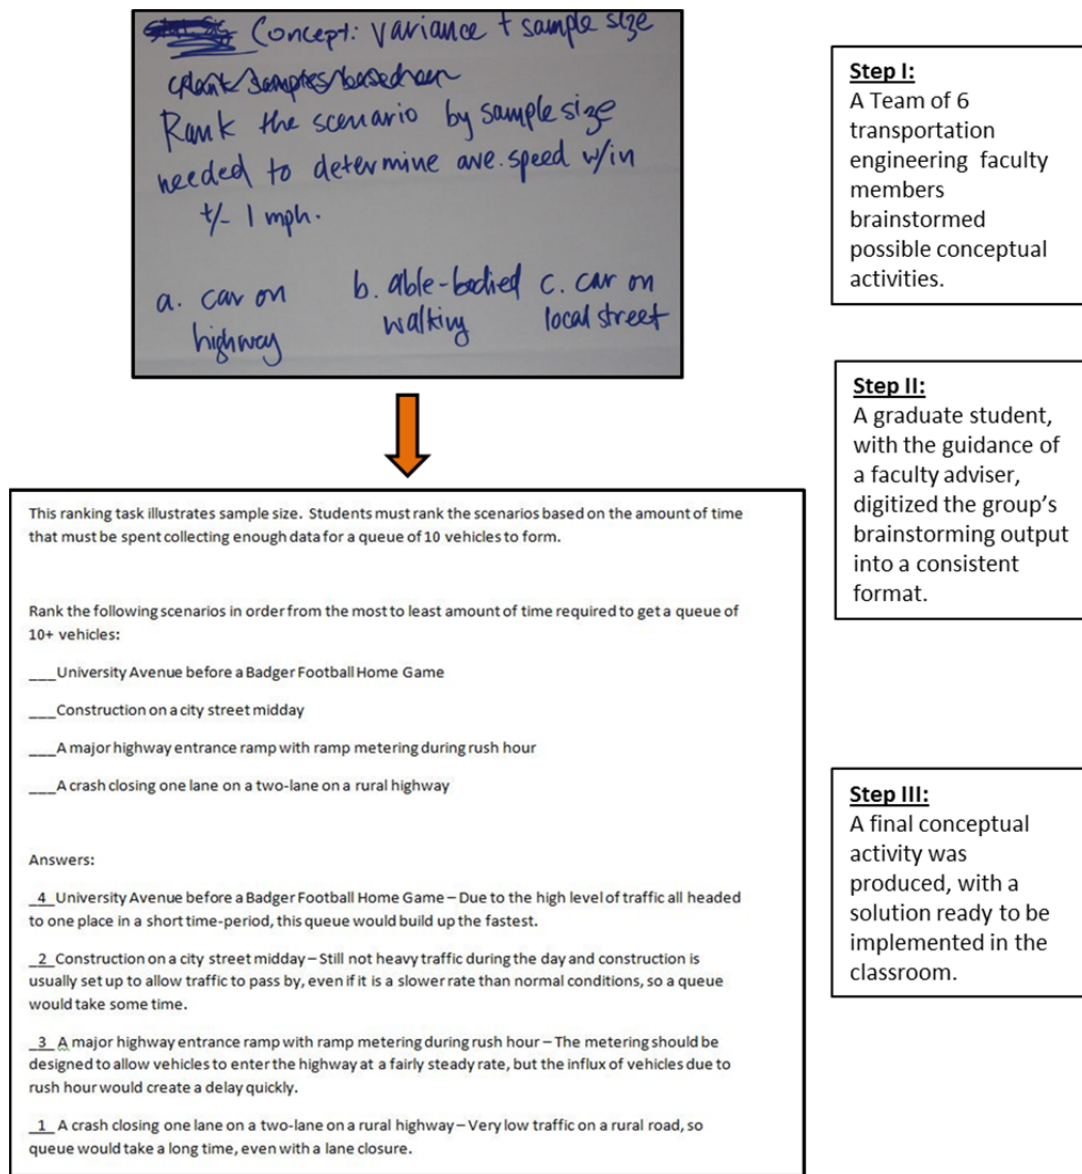 Concept: Variance + sample size
Rank the scenario by sample size
needed to determine ave. speed w/in
+/- 1 mph.
a. car on
highway
b. able-bodied
walking
c. car on
local street
Step I:
A Team of 6
transportation
engineering faculty
members
brainstormed
possible conceptual
activities.
Step II:
A graduate student,
with the guidance of
a faculty adviser,
digitized the group's
brainstorming output
into a consistent
format.
This ranking task illustrates sample size. Students must rank the scenarios based on the amount of time
that must be spent collecting enough data for a queue of 10 vehicles to form.
Rank the following scenarios in order from the most to least amount of time required to get a queue of
10+ vehicles:
___University Avenue before a Badger Football Home Game
___Construction on a city street midday
___A major highway entrance ramp with ramp metering during rush hour
___A crash closing one lane on a two-lane on a rural highway
Answers:
_4_University Avenue before a Badger Football Home Game – Due to the high level of traffic all headed
to one place in a short time-period, this queue would build up the fastest.
_2_Construction on a city street midday – Still not heavy traffic during the day and construction is
usually set up to allow traffic to pass by, even if it is a slower rate than normal conditions, so a queue
would take some time.
_3_A major highway entrance ramp with ramp metering during rush hour – The metering should be
designed to allow vehicles to enter the highway at a fairly steady rate, but the influx of vehicles due to
rush hour would create a delay quickly.
_1_A crash closing one lane on a two-lane on a rural highway – Very low traffic on a rural road, so
queue would take a long time, even with a lane closure.
Step III:
A final conceptual
activity was
produced, with a
solution ready to be
implemented in the
classroom.